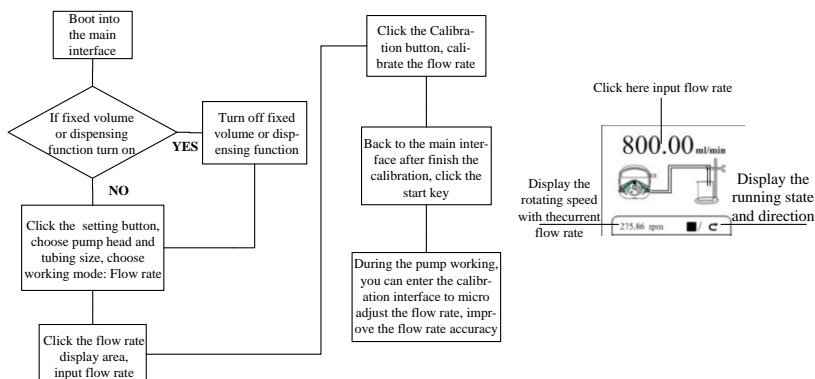 Boot into
the main
interface
If fixed volume
or dispensing
function turn on
YES
Turn off fixed
volume or disp-
ensing function
NO
Click the setting button,
choose pump head and
tubing size, choose
working mode: Flow rate
Click the flow rate
display area,
input flow rate
Click the Calibra-
tion button, cali-
brate the flow rate
Back to the main inter-
face after finish the
calibration, click the
start key
During the pump working,
you can enter the calibr-
ation interface to micro
adjust the flow rate, impr-
ove the flow rate accuracy
Click here input flow rate
800.00 ml/min
Display the
rotating speed
with thecurrent
flow rate
275.86 rpm
/
Display the
running state
and direction